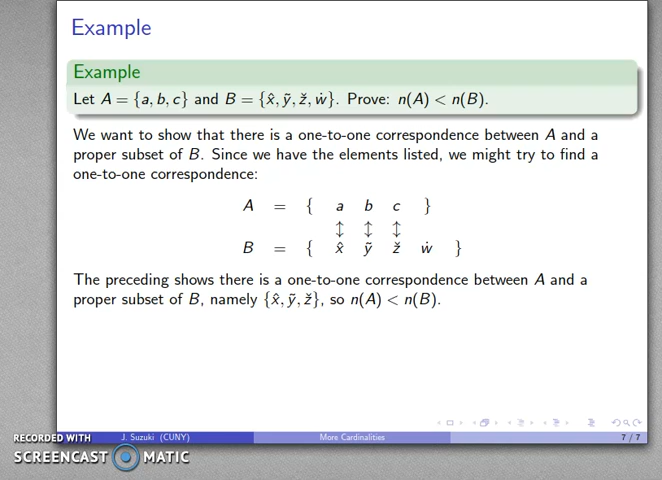 Example
Example
Let A = {a, b, c} and B = {x̂, ỹ, ž, ẇ}. Prove: n(A) < n(B).
We want to show that there is a one-to-one correspondence between A and a
proper subset of B. Since we have the elements listed, we might try to find a
one-to-one correspondence:
A = { a b c }
↕ ↕ ↕
B = { x̂ ỹ ž ẇ }
The preceding shows there is a one-to-one correspondence between A and a
proper subset of B, namely {x̂, ỹ, ž}, so n(A) < n(B).
RECORDED WITH
SCREENCAST MATIC
J. Suzuki (CUNY) More Cardinalities 7 / 7